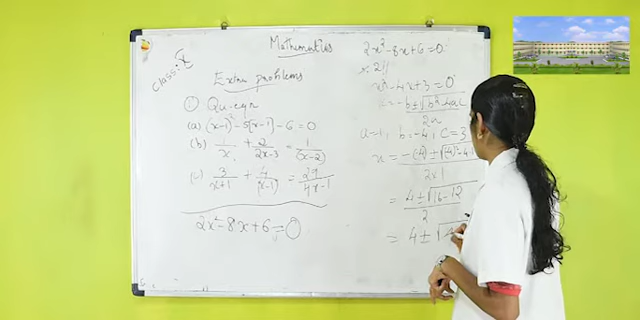 Mathematics
Class: X
Extra problems
① Qu-eqn
(a) (x-1)² - 5(x-1) - 6 = 0
(b) 1/x + 2/2x-3 = 1/(x-2)
(c) 3/x+1 + 4/(x-1) = 29/4x-1
2x² - 8x + 6 = 0
2x² - 8x + 6 = 0
÷ 2 //
x² - 4x + 3 = 0
= -b ± √b² - 4ac / 2a
a=1, b=-4, C=3
x = -(-4) ± √(-4)² - 4
2x1
= 4 ± √16 - 12 / 2
= 4 ± √4